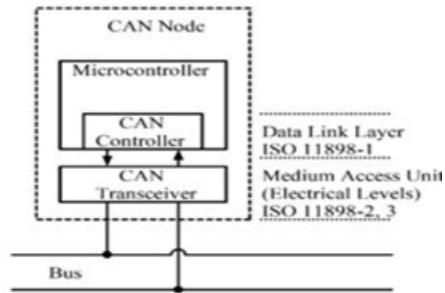 CAN Node
Microcontroller
CAN
Controller
CAN
Transceiver
Data Link Layer
ISO 11898-1
Medium Access Unit
(Electrical Levels)
ISO 11898-2, 3
Bus